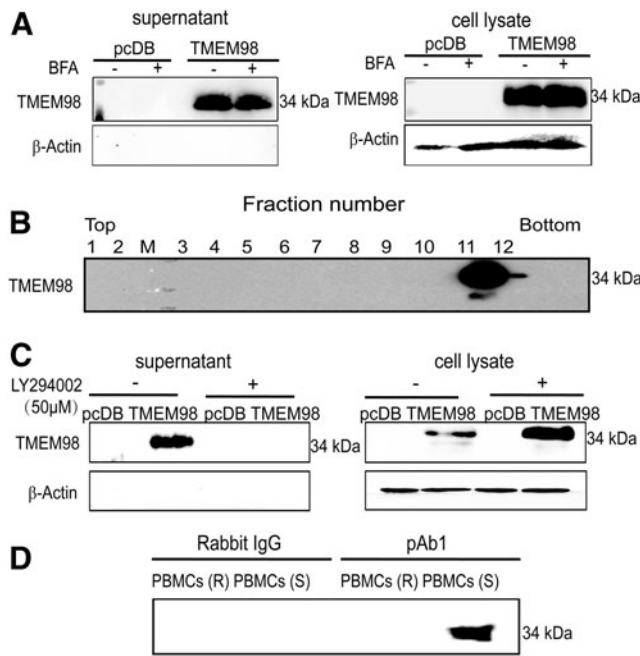 A
supernatant
cell lysate
pcDB TMEM98
pcDB TMEM98
BFA - + - +
BFA - + - +
TMEM98
34 kDa
TMEM98
34 kDa
β-Actin
β-Actin
B
Fraction number
Top
Bottom
1 2 M 3 4 5 6 7 8 9 10 11 12
TMEM98
34 kDa
C
supernatant
cell lysate
LY294002 - +
- +
(50μM)
pcDB TMEM98 pcDB TMEM98
pcDB TMEM98 pcDB TMEM98
TMEM98
34 kDa
34 kDa
β-Actin
D
Rabbit IgG
pAb1
PBMCs (R) PBMCs (S)
PBMCs (R) PBMCs (S)
34 kDa